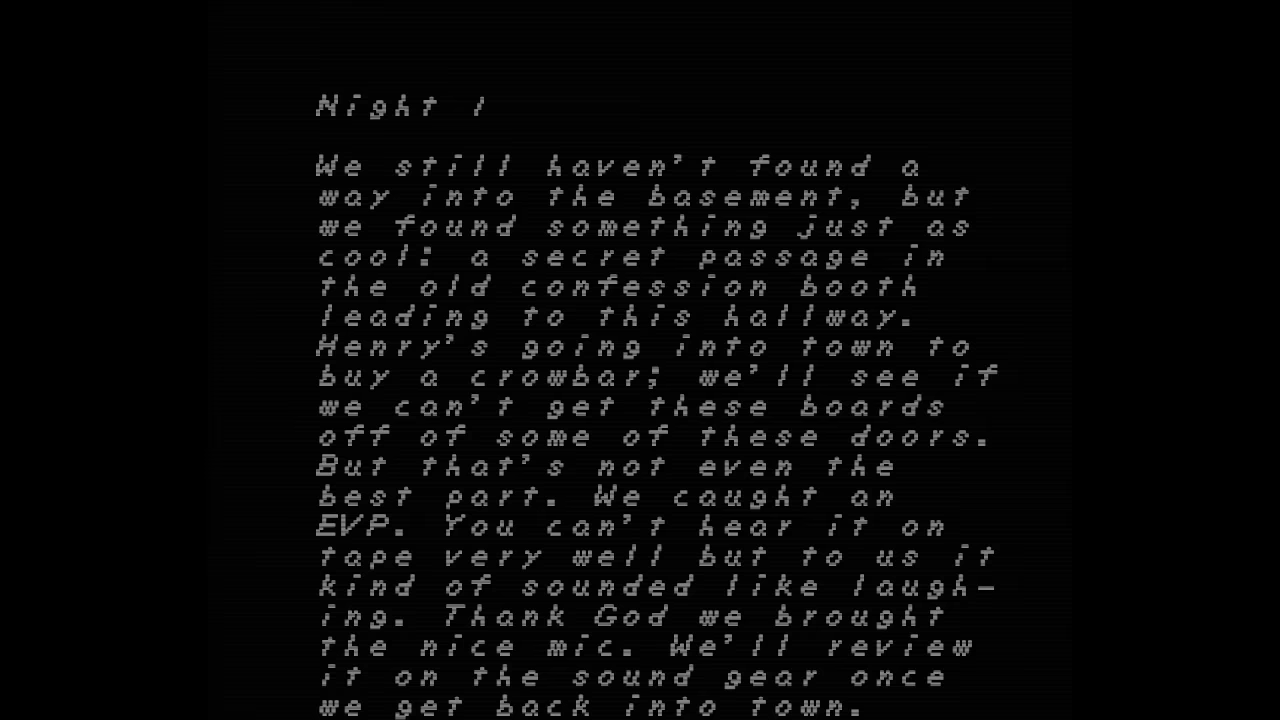 Night 1
We still haven't found a
way into the basement, but
we found something just as
cool: a secret passage in
the old confession booth
leading to this hallway.
Henry's going into town to
buy a crowbar; we'll see if
we can't get these boards
off of some of these doors.
But that's not even the
best part. We caught an
EVP. You can't hear it on
tape very well but to us it
kind of sounded like laugh-
ing. Thank God we brought
the nice mic. We'll review
it on the sound gear once
we get back into town.